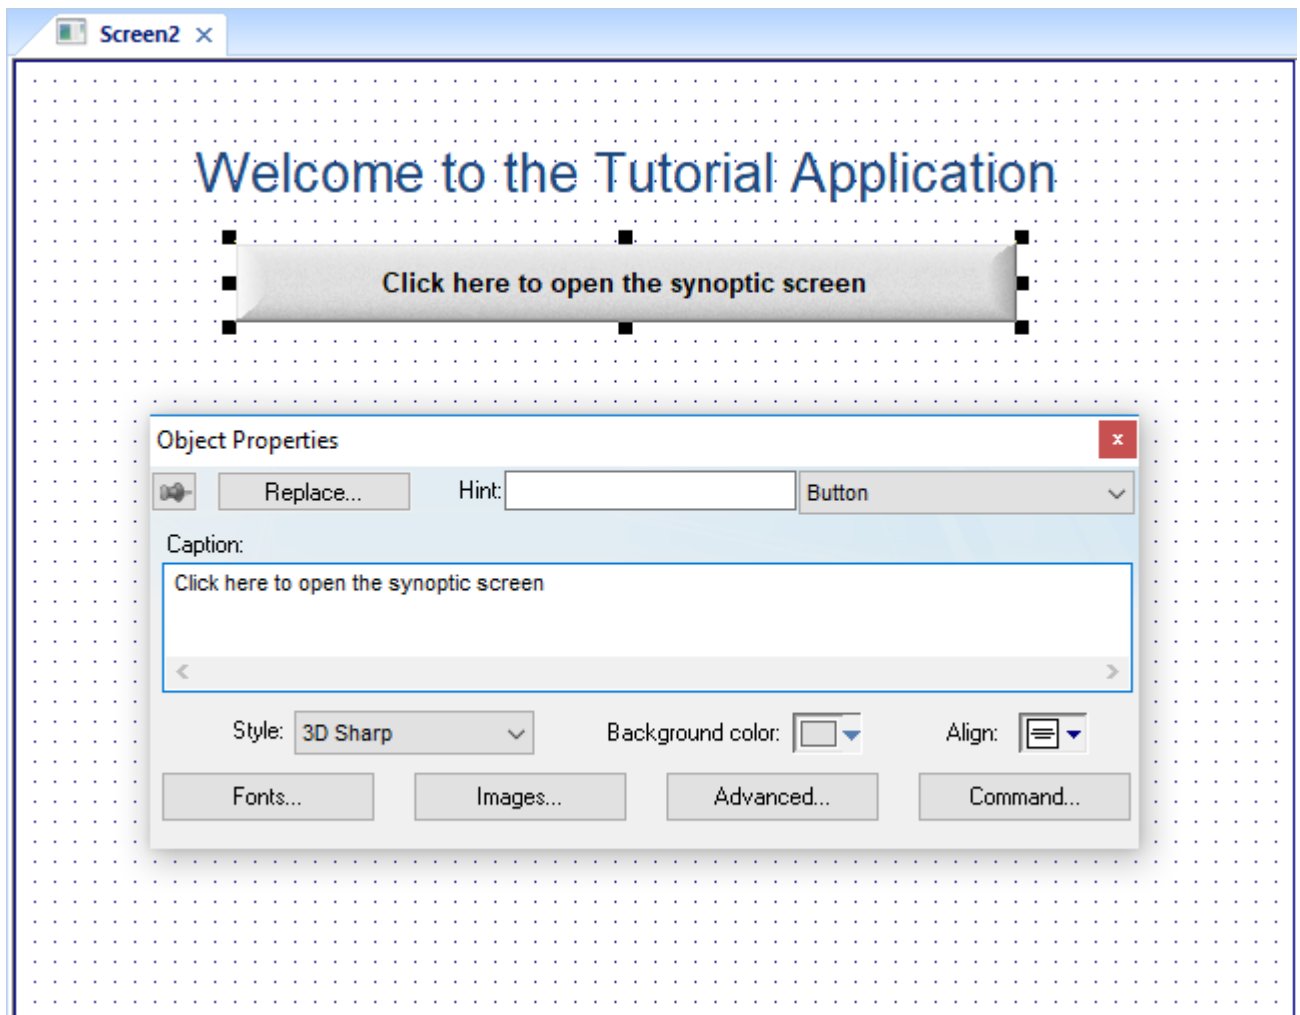 Screen2
Welcome to the Tutorial Application
Click here to open the synoptic screen
Object Properties
Replace... Hint: Button
Caption:
Click here to open the synoptic screen
Style: 3D Sharp Background color: Align:
Fonts... Images... Advanced... Command...